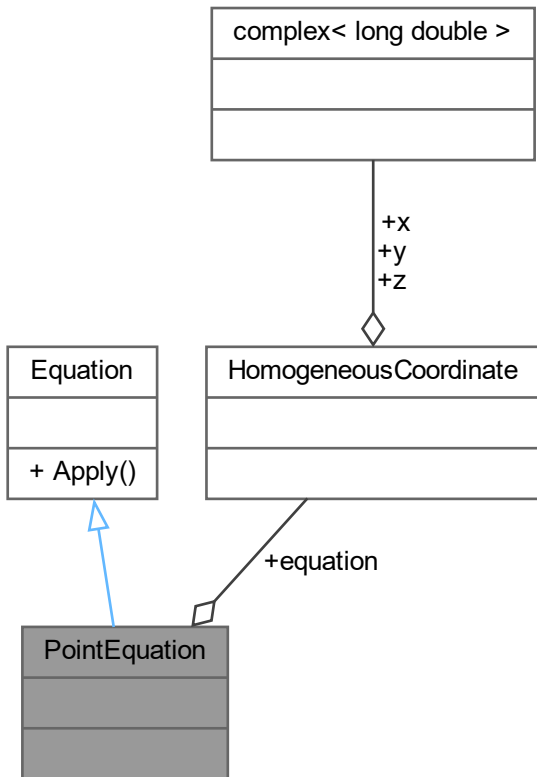 complex< long double >
+x
+y
+z
Equation
+ Apply()
HomogeneousCoordinate
+equation
PointEquation